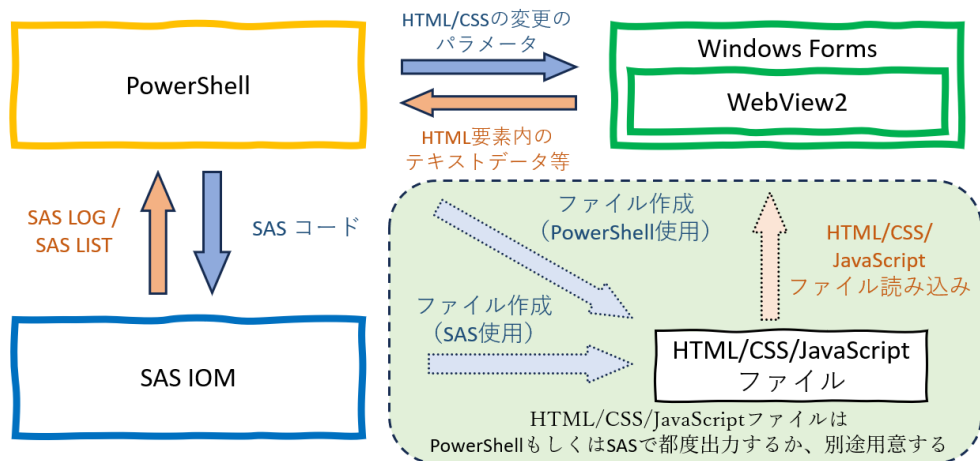 PowerShell
HTML/CSSの変更の
パラメータ
HTML要素内の
テキストデータ等
Windows Forms
WebView2
SAS LOG /
SAS LIST
SAS コード
ファイル作成
（PowerShell使用）
HTML/CSS/
JavaScript
ファイル読み込み
ファイル作成
（SAS使用）
SAS IOM
HTML/CSS/JavaScript
ファイル
HTML/CSS/JavaScriptファイルは
PowerShellもしくはSASで都度出力するか、別途用意する